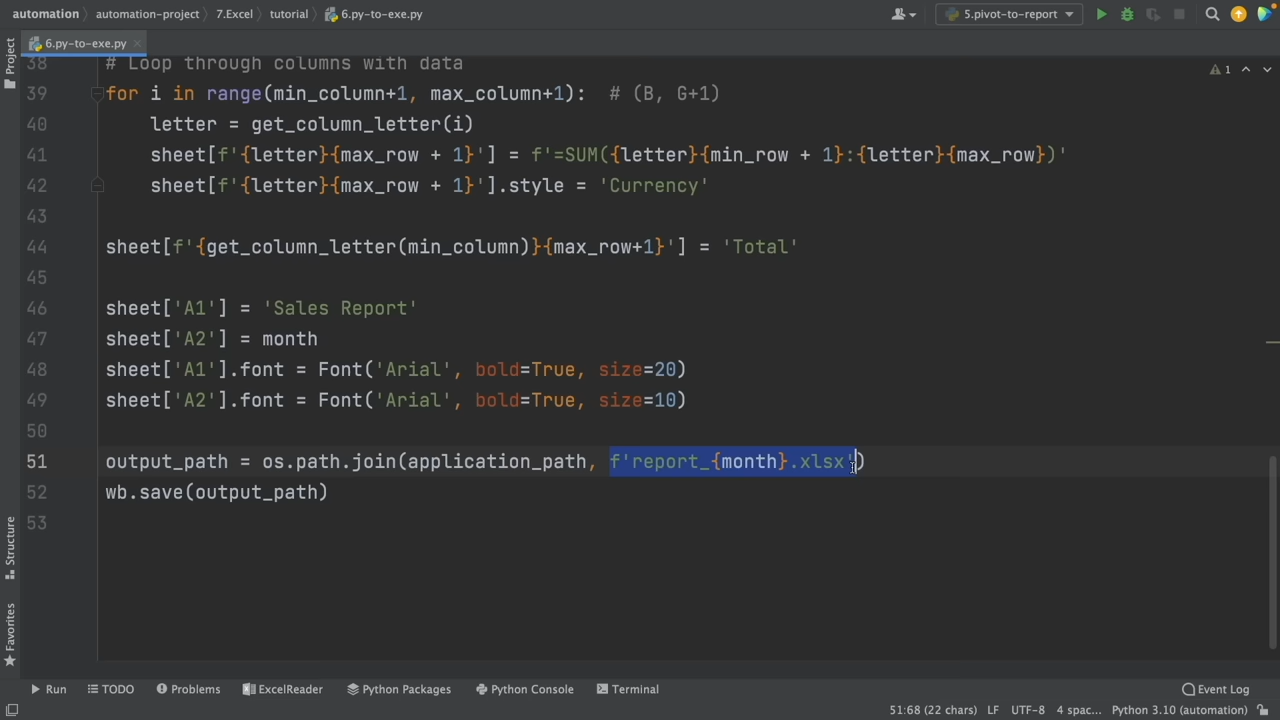 automation automation-project 7.Excel tutorial 6.py-to-exe.py 5.pivot-to-report
6.py-to-exe.py
Project
1
38 # Loop through columns with data
39 for i in range(min_column+1, max_column+1):  # (B, G+1)
40     letter = get_column_letter(i)
41     sheet[f'{letter}{max_row + 1}'] = f'=SUM({letter}{min_row + 1}:{letter}{max_row})'
42     sheet[f'{letter}{max_row + 1}'].style = 'Currency'
43
44 sheet[f'{get_column_letter(min_column)}{max_row+1}'] = 'Total'
45
46 sheet['A1'] = 'Sales Report'
47 sheet['A2'] = month
48 sheet['A1'].font = Font('Arial', bold=True, size=20)
49 sheet['A2'].font = Font('Arial', bold=True, size=10)
50
51 output_path = os.path.join(application_path, f'report_{month}.xlsx')
52 wb.save(output_path)
53
Structure
Favorites
Run TODO Problems ExcelReader Python Packages Python Console Terminal Event Log
51:68 (22 chars) LF UTF-8 4 spac... Python 3.10 (automation)